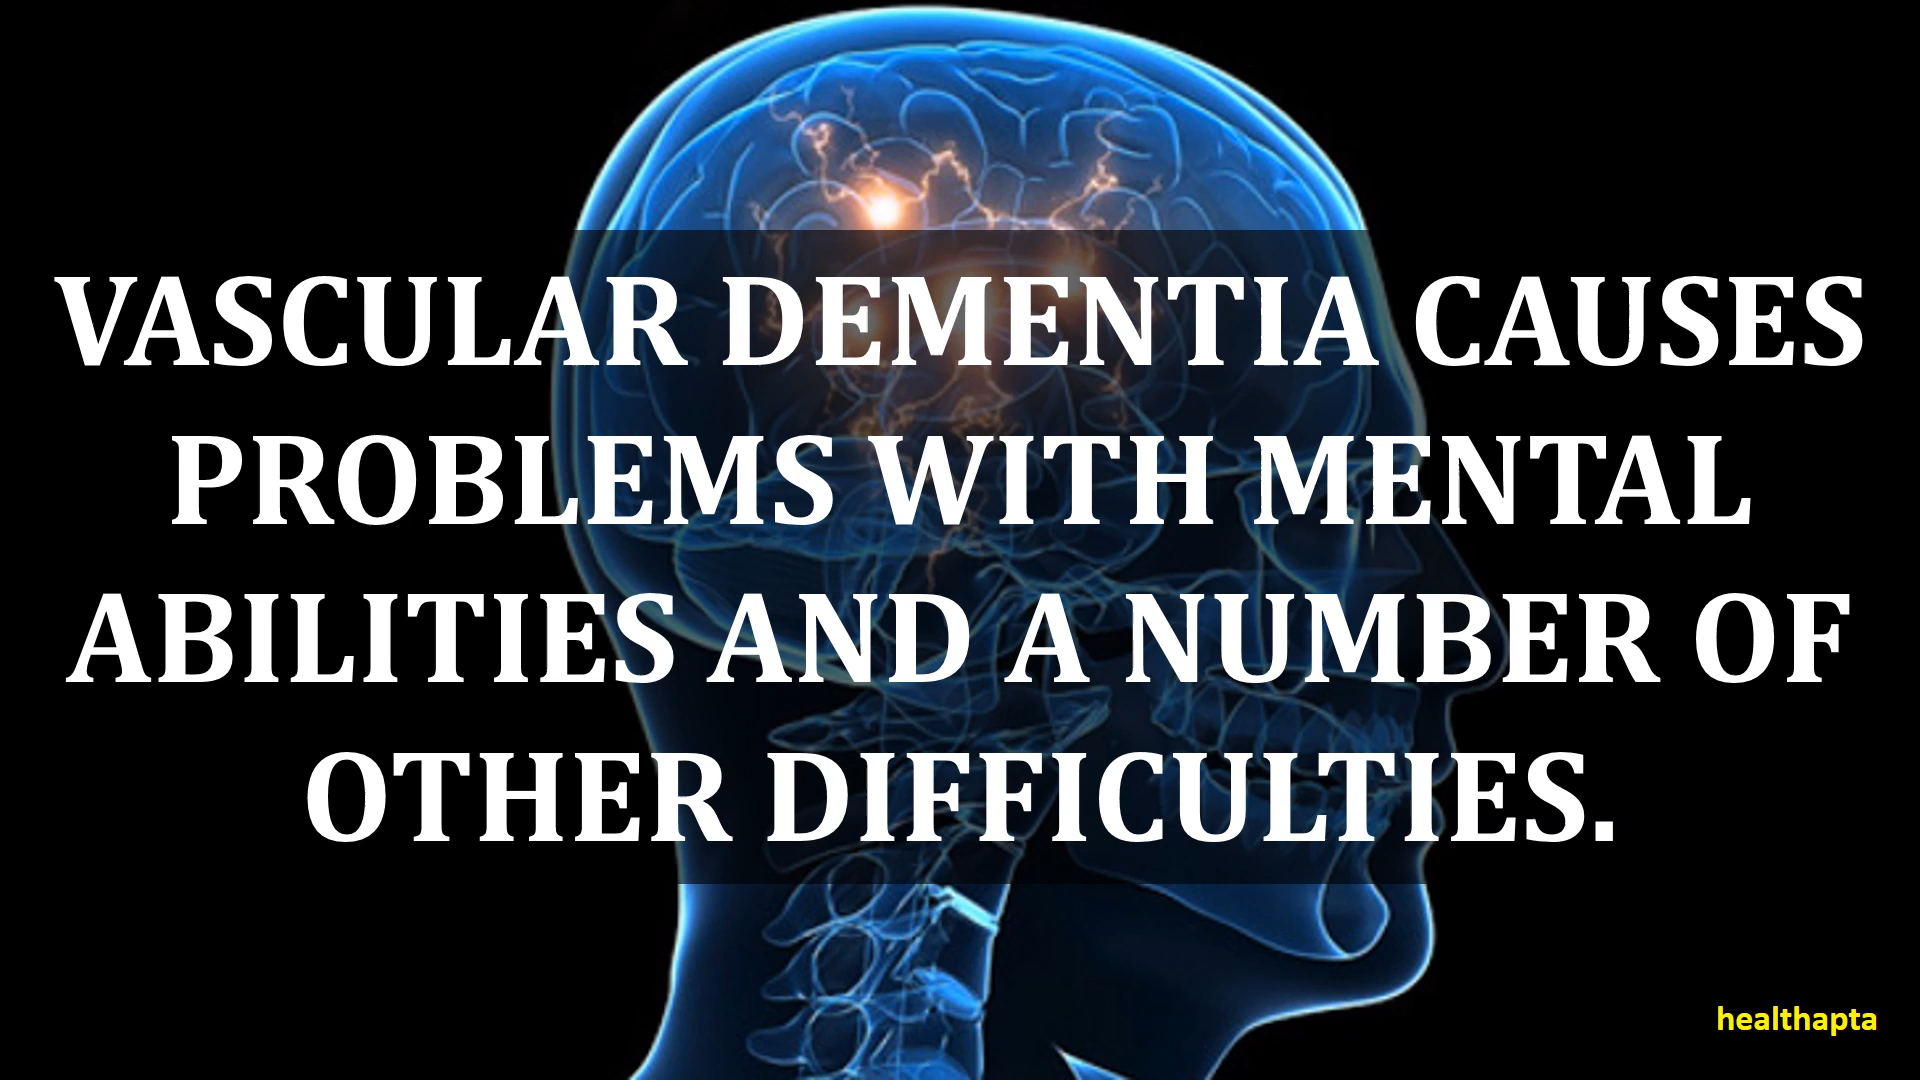 VASCULAR DEMENTIA CAUSES
PROBLEMS WITH MENTAL
ABILITIES AND A NUMBER OF
OTHER DIFFICULTIES.
healthapta